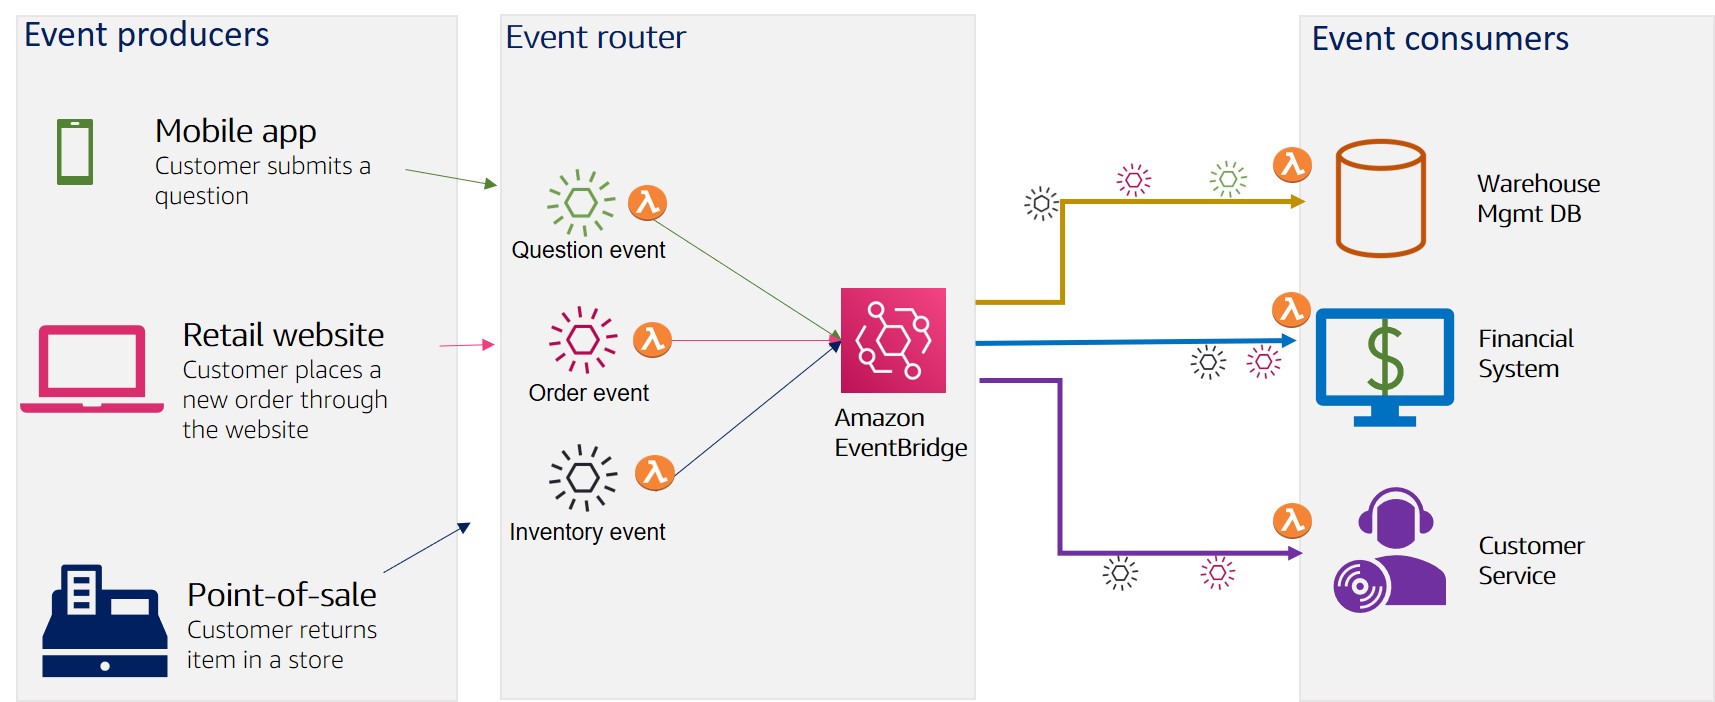 Event producers
Mobile app
Customer submits a
question
Retail website
Customer places a
new order through
the website
Point-of-sale
Customer returns
item in a store
Event router
Question event
Order event
Inventory event
Amazon
EventBridge
Event consumers
Warehouse
Mgmt DB
Financial
System
Customer
Service